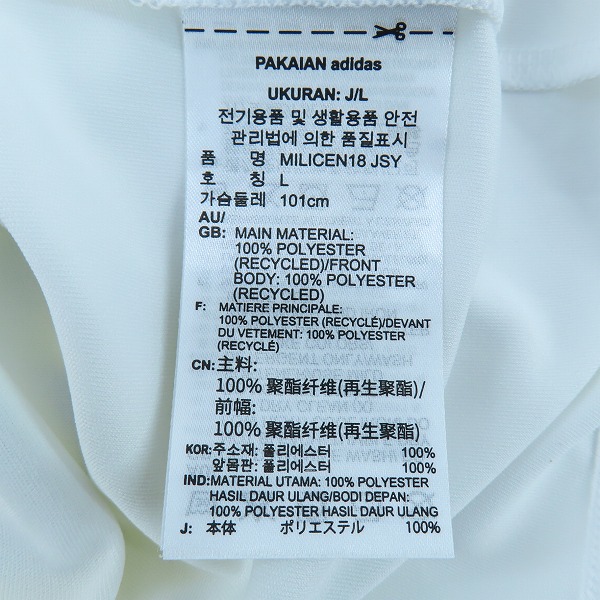 PAKAIAN adidas
UKURAN: J/L
전기용품 및 생활용품 안전
관리법에 의한 품질표시
품 명 MILICEN18 JSY
호 칭 L
가슴둘레 101cm
AU/
GB: MAIN MATERIAL:
100% POLYESTER
(RECYCLED)/FRONT
BODY: 100% POLYESTER
(RECYCLED)
F: MATIERE PRINCIPALE:
100% POLYESTER (RECYCLÉ)/DEVANT
DU VETEMENT: 100% POLYESTER
(RECYCLÉ)
CN: 主料:
100% 聚酯纤维(再生聚酯)/
前幅:
100% 聚酯纤维(再生聚酯)
KOR: 주소재: 폴리에스터 100%
앞몸판: 폴리에스터 100%
IND: MATERIAL UTAMA: 100% POLYESTER
HASIL DAUR ULANG/BODI DEPAN:
100% POLYESTER HASIL DAUR ULANG
J: 本体 ポリエステル 100%